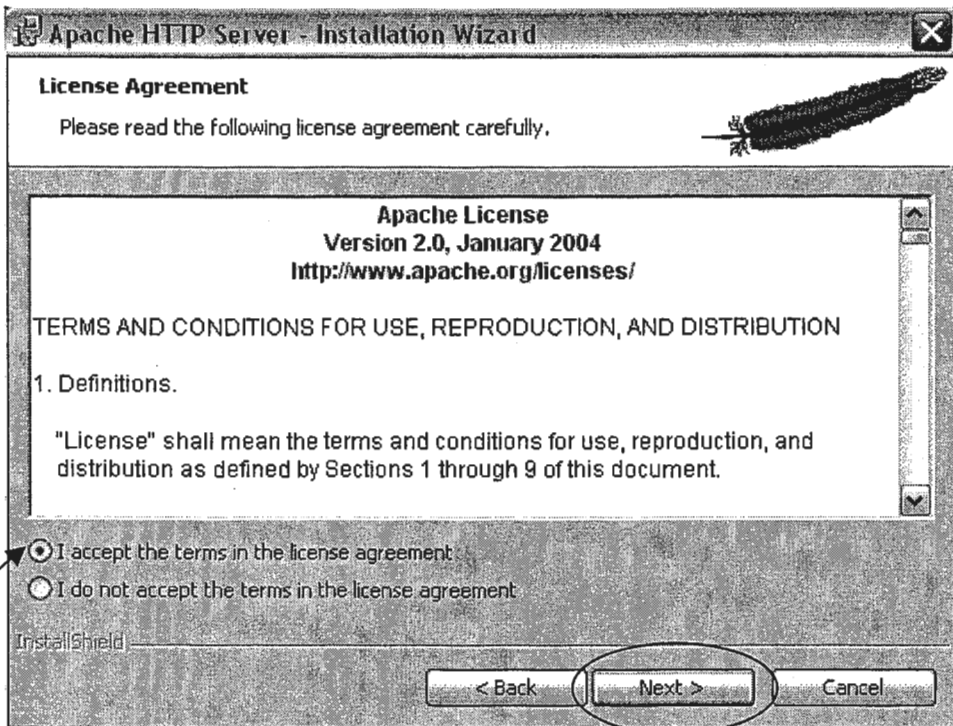 Apache HTTP Server - Installation Wizard
License Agreement
Please read the following license agreement carefully.
Apache License
Version 2.0, January 2004
http://www.apache.org/licenses/
TERMS AND CONDITIONS FOR USE, REPRODUCTION, AND DISTRIBUTION
1. Definitions.
"License" shall mean the terms and conditions for use, reproduction, and
distribution as defined by Sections 1 through 9 of this document.
I accept the terms in the license agreement
I do not accept the terms in the license agreement
InstallShield
< Back Next > Cancel